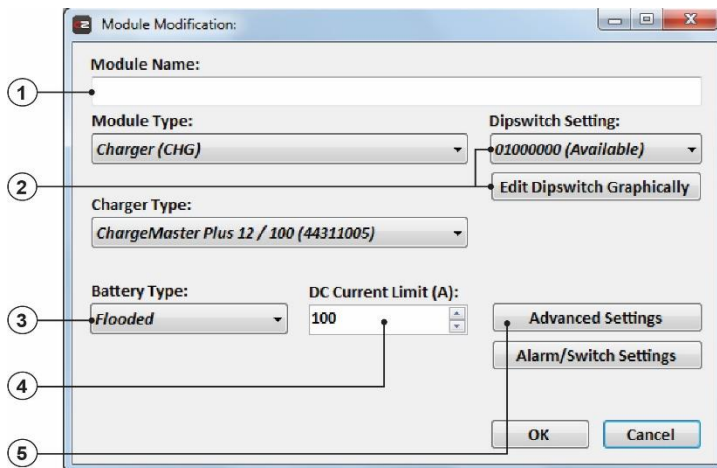 Module Modification:
Module Name:
1
Module Type:
Dipswitch Setting:
Charger (CHG)
01000000 (Available)
2
Edit Dipswitch Graphically
Charger Type:
ChargeMaster Plus 12 / 100 (44311005)
Battery Type:
DC Current Limit (A):
3
Flooded
100
Advanced Settings
Alarm/Switch Settings
4
OK
Cancel
5